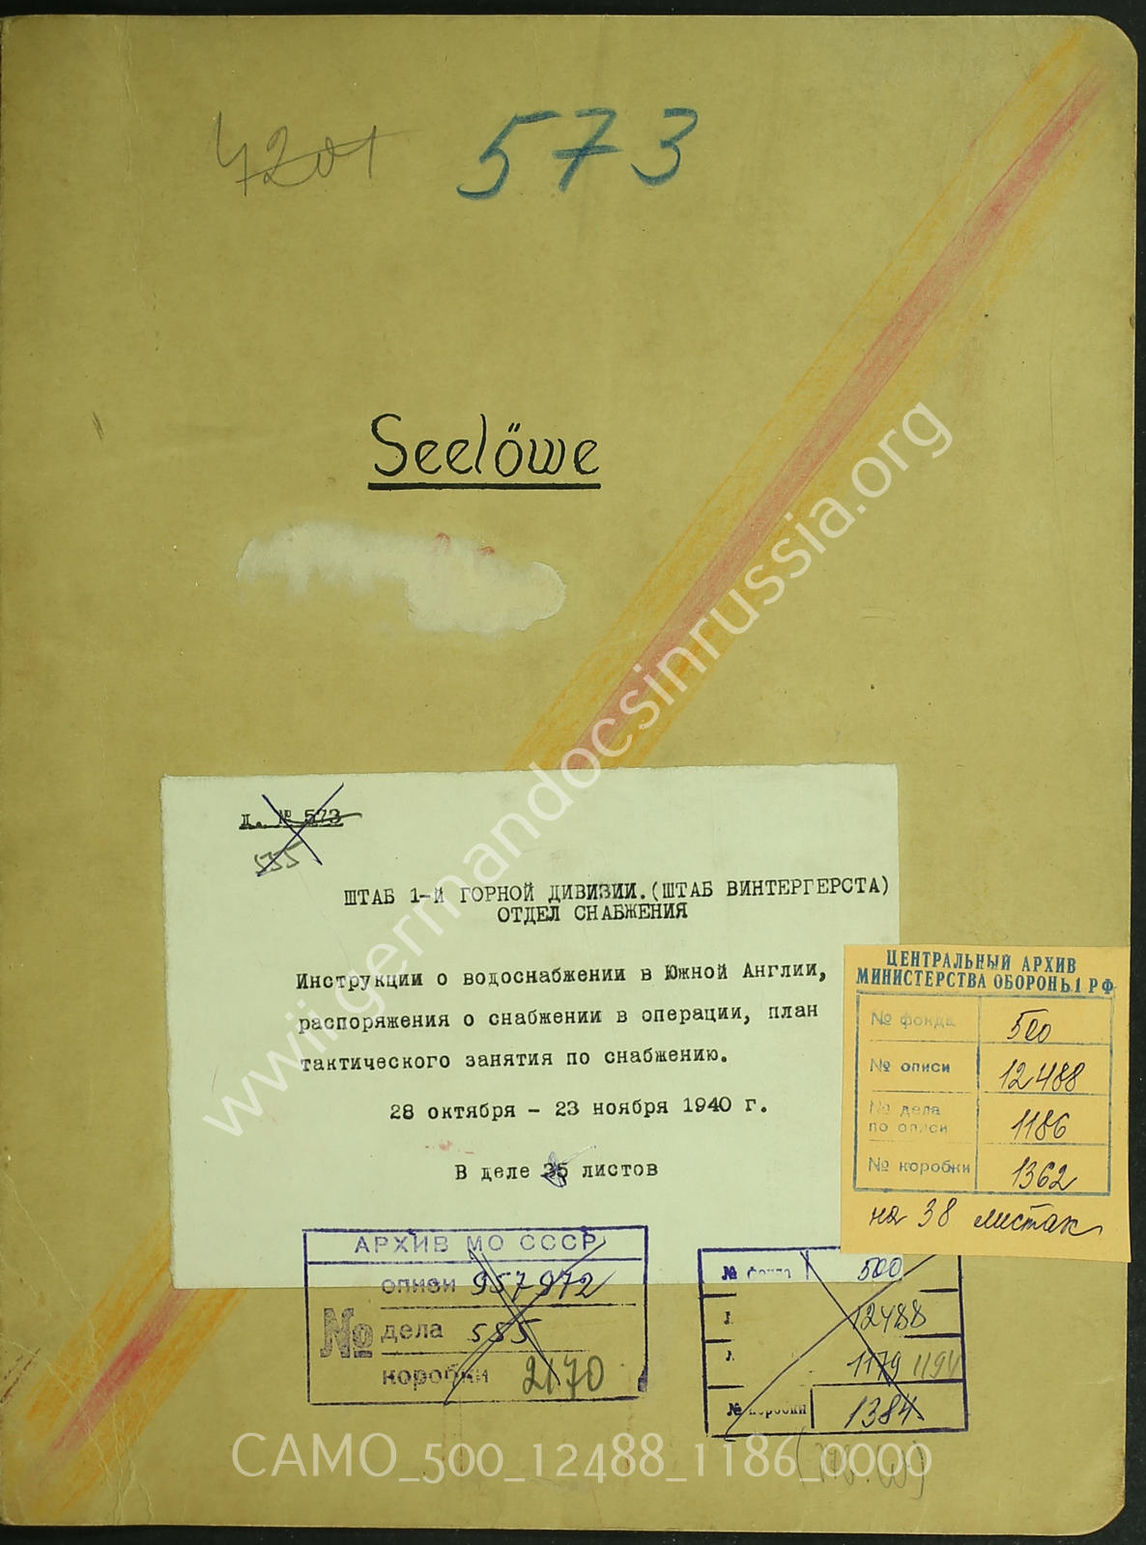 4201 573
Seelöwe
Д. № 573
555
ШТАБ 1-Й ГОРНОЙ ДИВИЗИИ.(ШТАБ ВИНТЕРГЕРСТА)
ОТДЕЛ СНАБЖЕНИЯ
Инструкции о водоснабжении в Южной Англии,
распоряжения о снабжении в операции, план
тактического занятия по снабжению.
28 октября - 23 ноября 1940 г.
В деле 35 листов
ЦЕНТРАЛЬНЫЙ АРХИВ
МИНИСТЕРСТВА ОБОРОНЫ РФ
№ фонда 500
№ описи 12488
№ дела
по описи 1186
№ коробки 1362
на 38 листах
АРХИВ МО СССР
описи 957972
№ дела 585
коробки 2170
№ фонда 500
12488
1179 1194
№ коробки 1384
www.germandocsinrussia.org
CAMO_500_12488_1186_0000